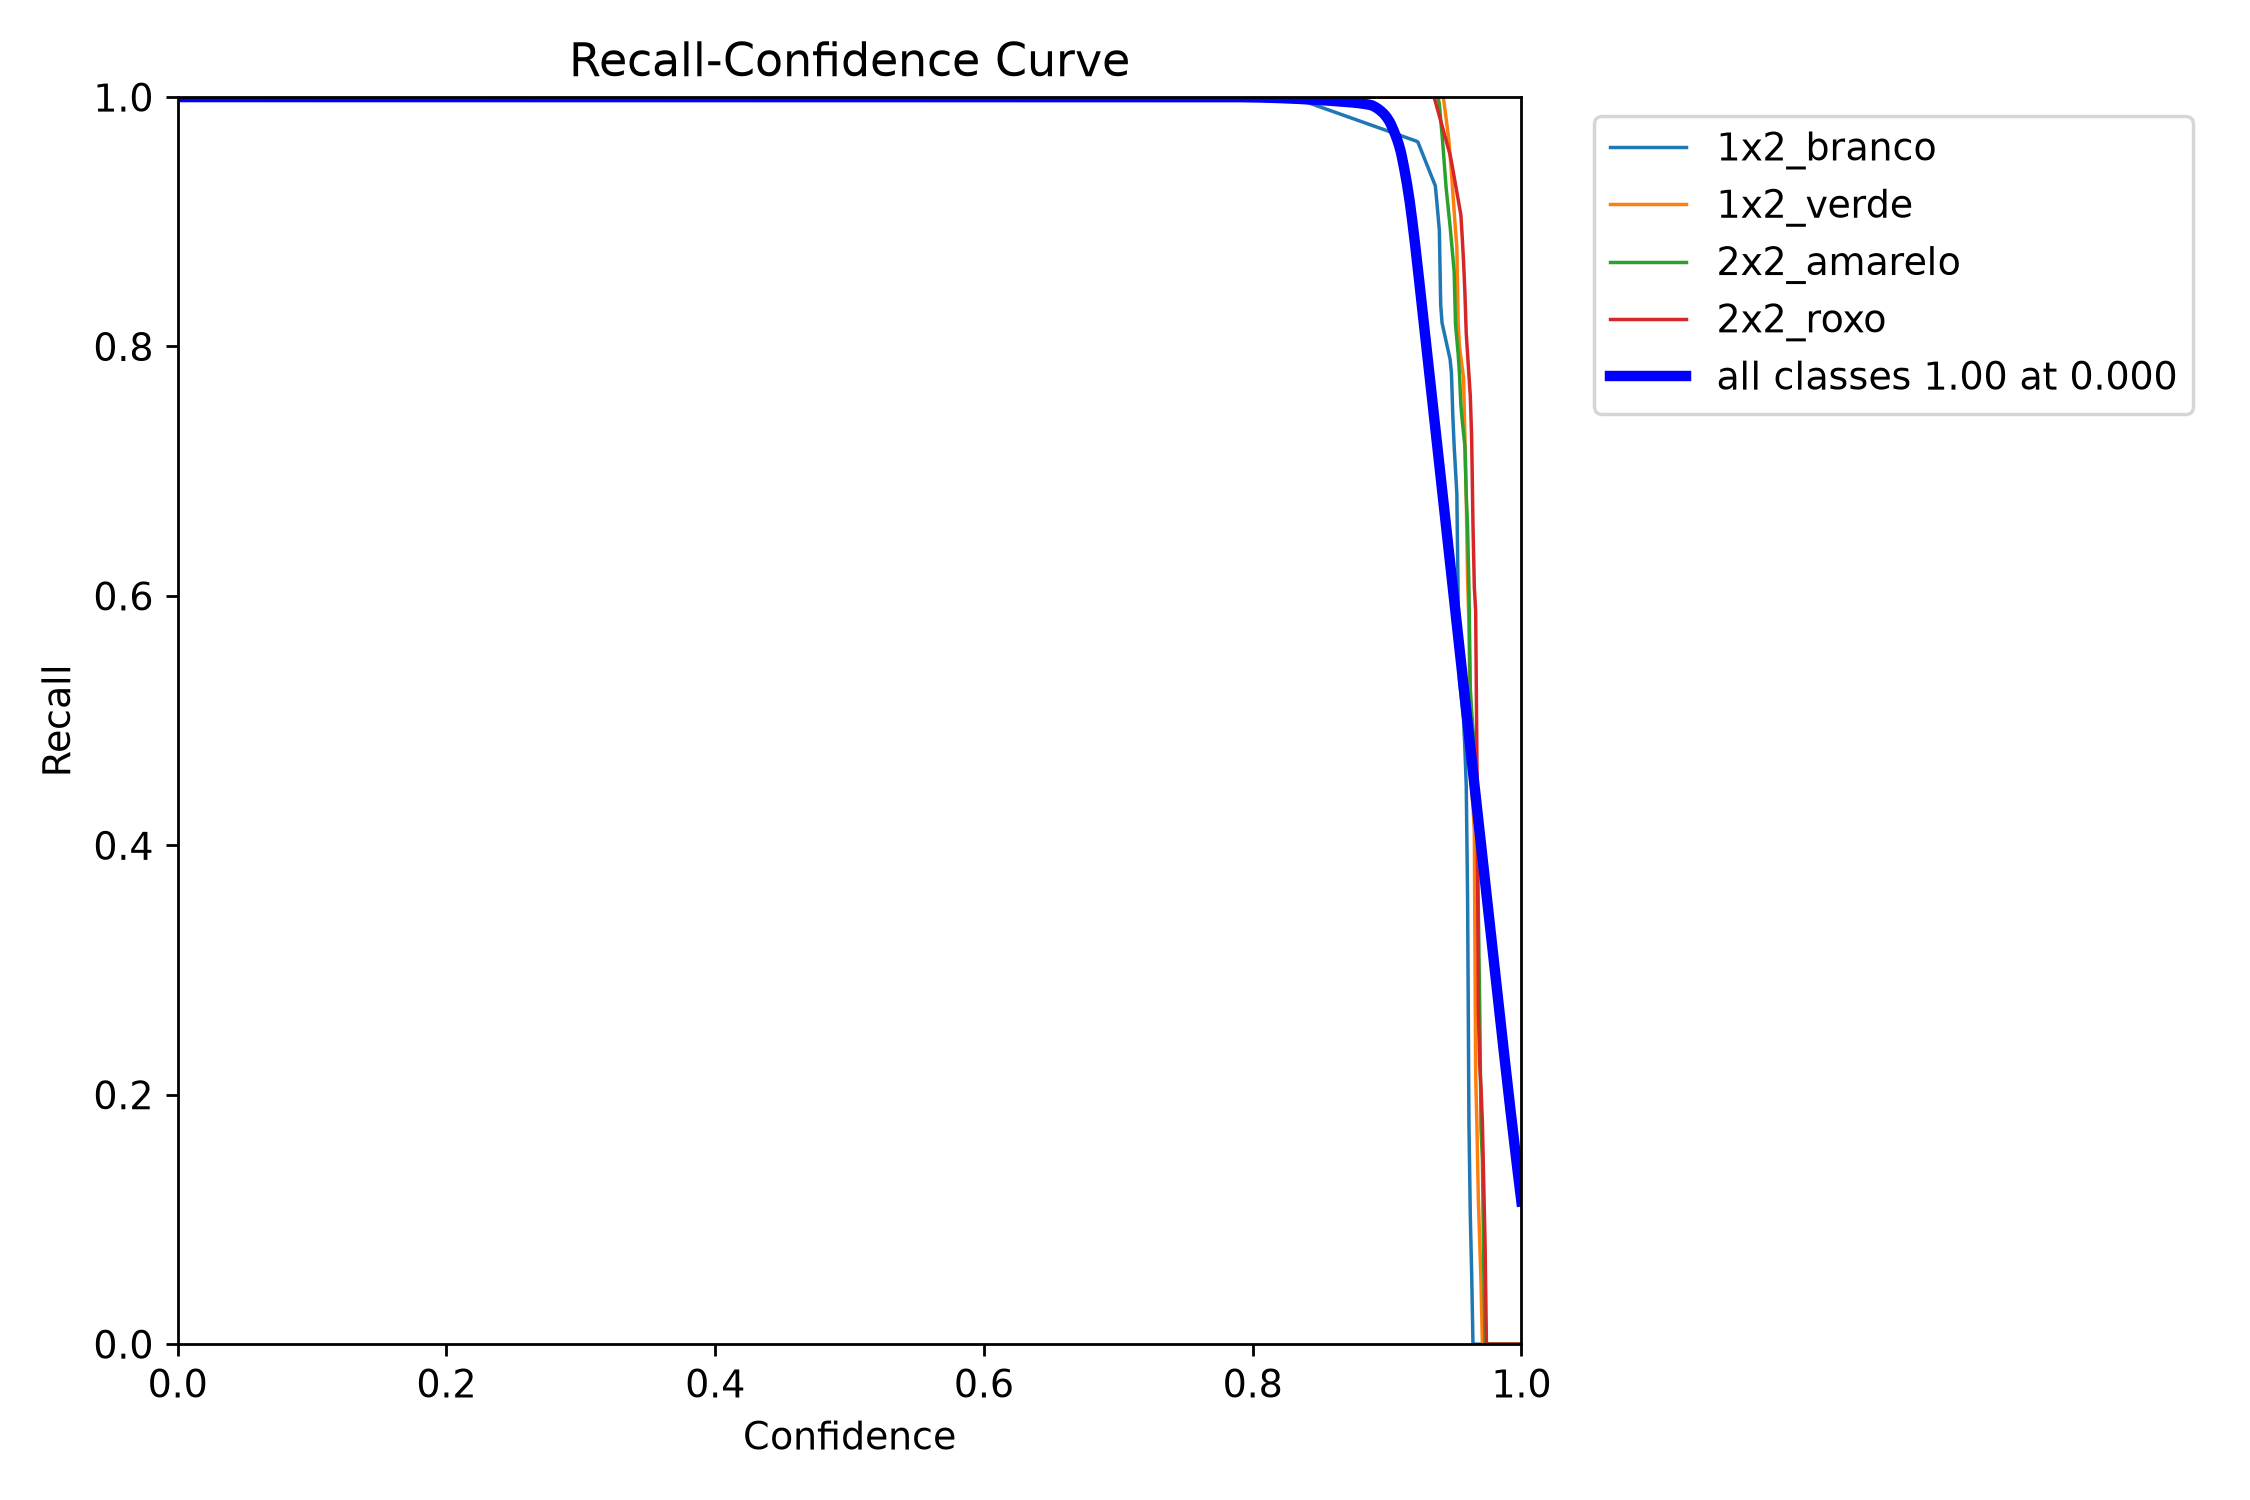 Recall-Confidence Curve
1.0
0.8
0.6
0.4
0.2
0.0
Recall
0.0 0.2 0.4 0.6 0.8 1.0
Confidence
1x2_branco
1x2_verde
2x2_amarelo
2x2_roxo
all classes 1.00 at 0.000